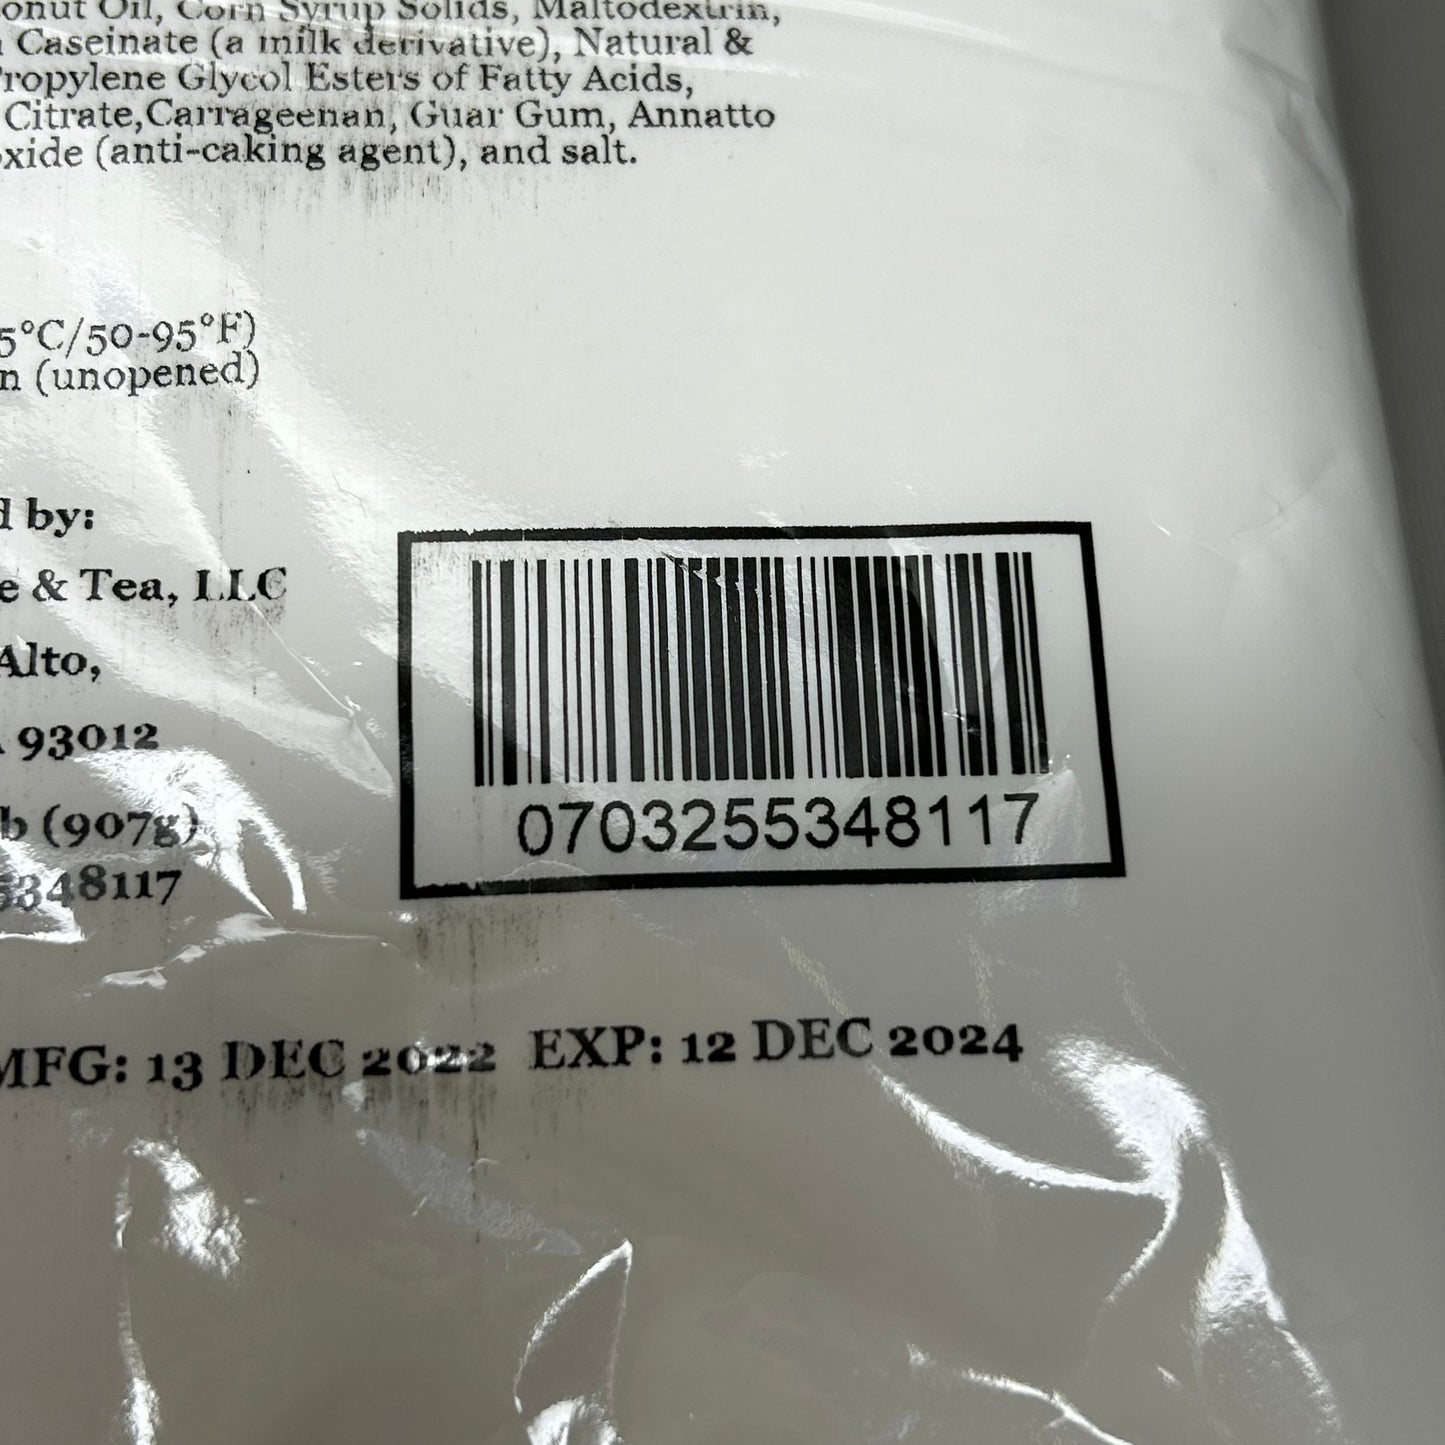 onut Oil, Corn Syrup Solids, Maltodextrin,
Caseinate (a milk derivative), Natural &
ropylene Glycol Esters of Fatty Acids,
Citrate,Carrageenan, Guar Gum, Annatto
xide (anti-caking agent), and salt.
5°C/50-95°F)
n (unopened)
d by:
e & Tea, LLC
Alto,
93012
b (907g)
5348117
0703255348117
MFG: 13 DEC 2022 EXP: 12 DEC 2024